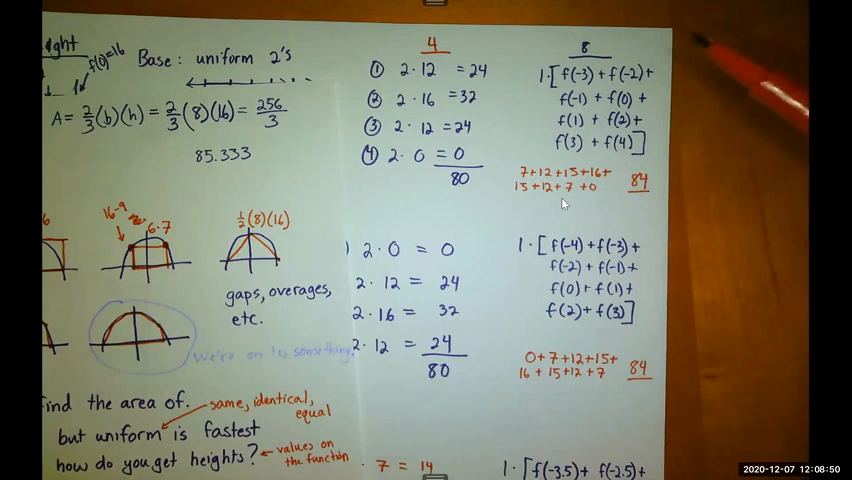 f(0)=16
Base: uniform 2's
A = 2/3 (b)(h) = 2/3 (8)(16) = 256/3
85.333
16-9
6.7
1/2 (8)(16)
gaps, overages,
etc.
We're on to something.
find the area of.
same, identical,
equal
but uniform is fastest
how do you get heights?
values on
the function
4
① 2·12 = 24
② 2·16 = 32
③ 2·12 = 24
④ 2·0 = 0
80
2·0 = 0
2·12 = 24
2·16 = 32
2·12 = 24
80
· 7 = 14
8
1·[f(-3)+f(-2)+
f(-1) + f(0) +
f(1) + f(2) +
f(3) + f(4)]
7+12+15+16+
15+12+7+0
84
1·[f(-4)+f(-3)+
f(-2)+f(-1)+
f(0)+f(1)+
f(2)+f(3)]
0+7+12+15+
16+15+12+7
84
1·[f(-3.5)+f(-2.5)+
2020-12-07 12:08:50